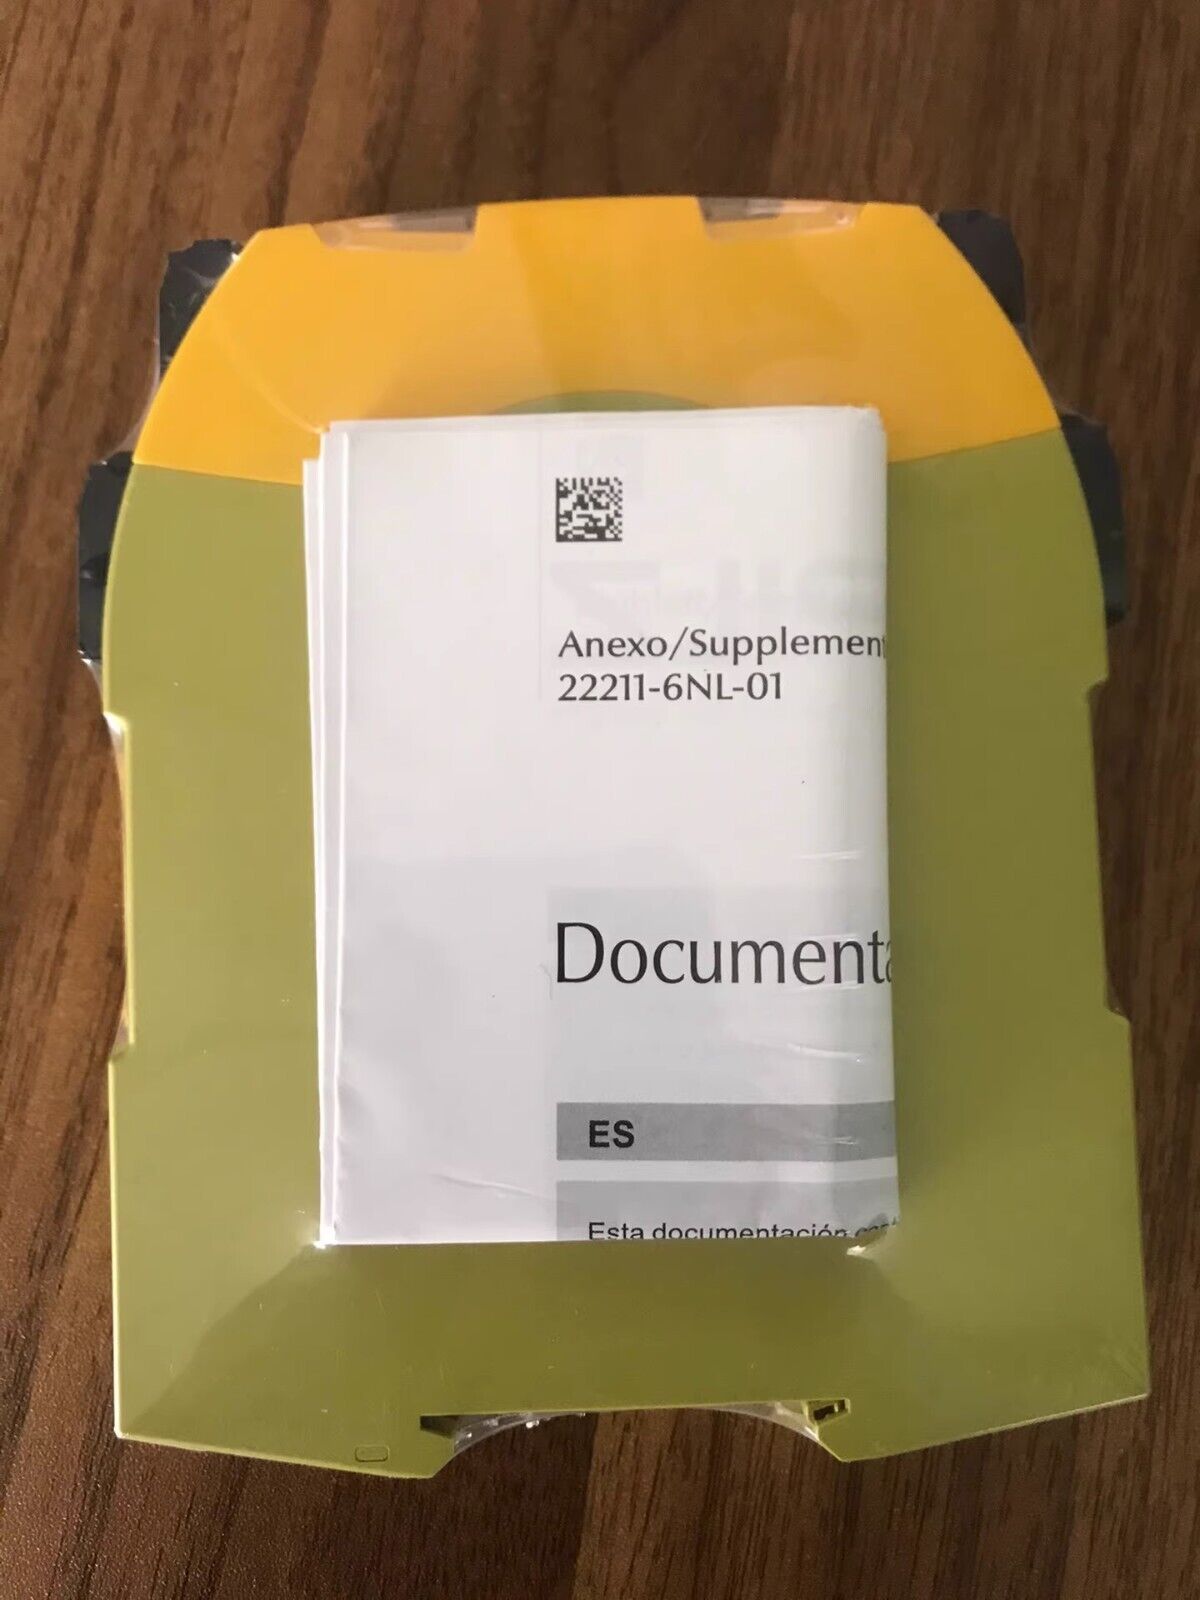 Anexo/Supplement
22211-6NL-01
Documenta
ES
Esta documentación